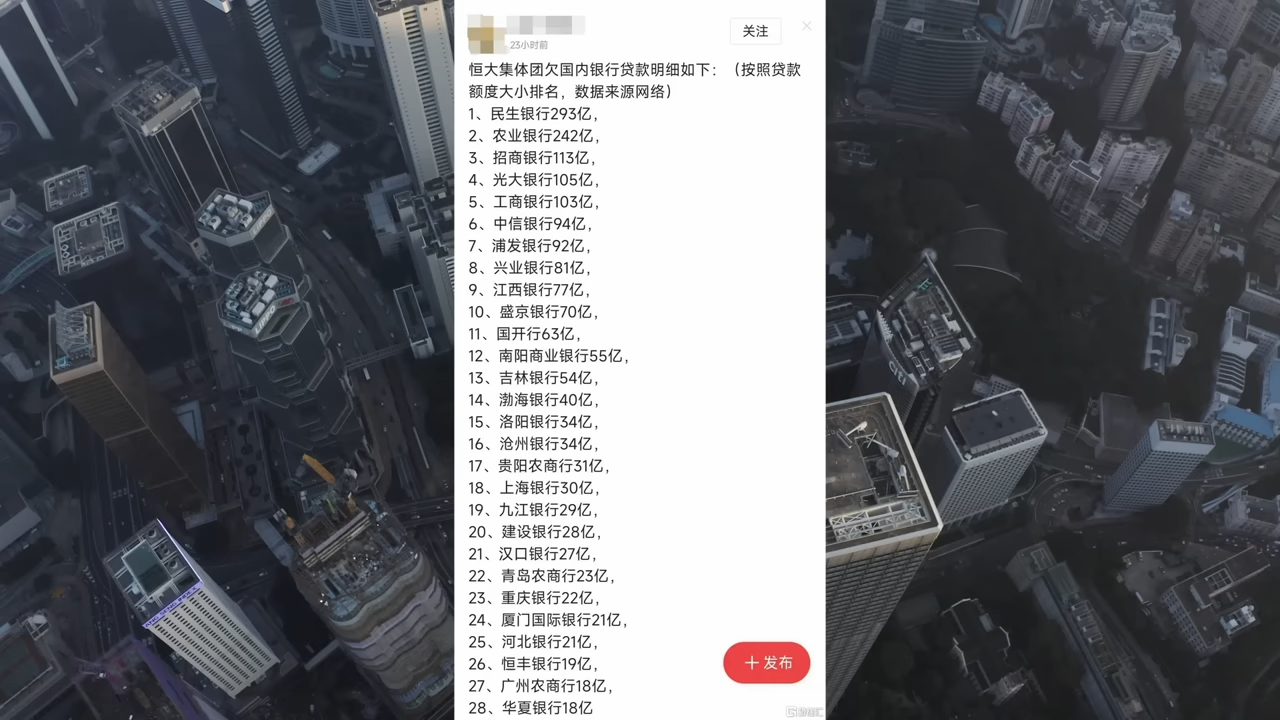 关注
23小时前
恒大集体团欠国内银行贷款明细如下：（按照贷款
额度大小排名，数据来源网络）
1、民生银行293亿，
2、农业银行242亿，
3、招商银行113亿，
4、光大银行105亿，
5、工商银行103亿，
6、中信银行94亿，
7、浦发银行92亿，
8、兴业银行81亿，
9、江西银行77亿，
10、盛京银行70亿，
11、国开行63亿，
12、南阳商业银行55亿，
13、吉林银行54亿，
14、渤海银行40亿，
15、洛阳银行34亿，
16、沧州银行34亿，
17、贵阳农商行31亿，
18、上海银行30亿，
19、九江银行29亿，
20、建设银行28亿，
21、汉口银行27亿，
22、青岛农商行23亿，
23、重庆银行22亿，
24、厦门国际银行21亿，
25、河北银行21亿，
26、恒丰银行19亿，
27、广州农商行18亿，
28、华夏银行18亿
十发布
citi